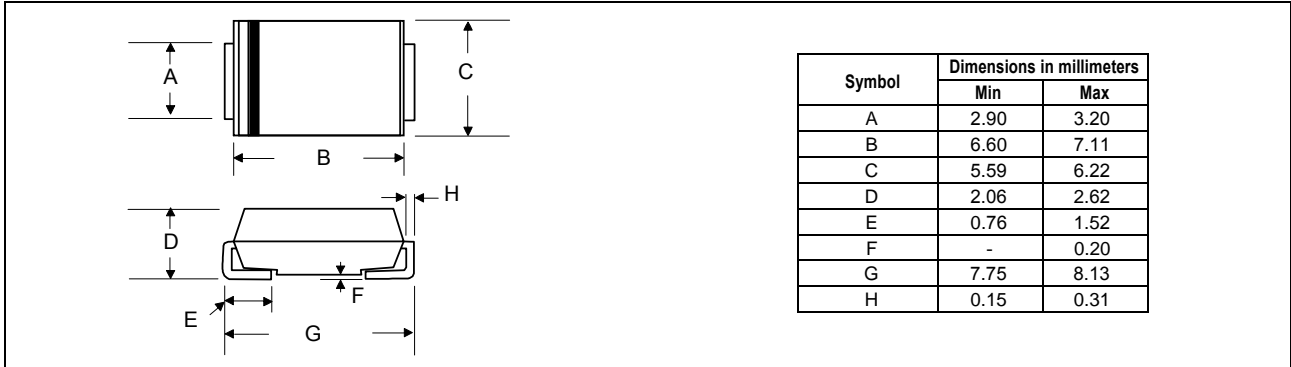 A
C
B
H
D
F
E
G
Symbol Dimensions in millimeters
Min Max
A 2.90 3.20
B 6.60 7.11
C 5.59 6.22
D 2.06 2.62
E 0.76 1.52
F - 0.20
G 7.75 8.13
H 0.15 0.31